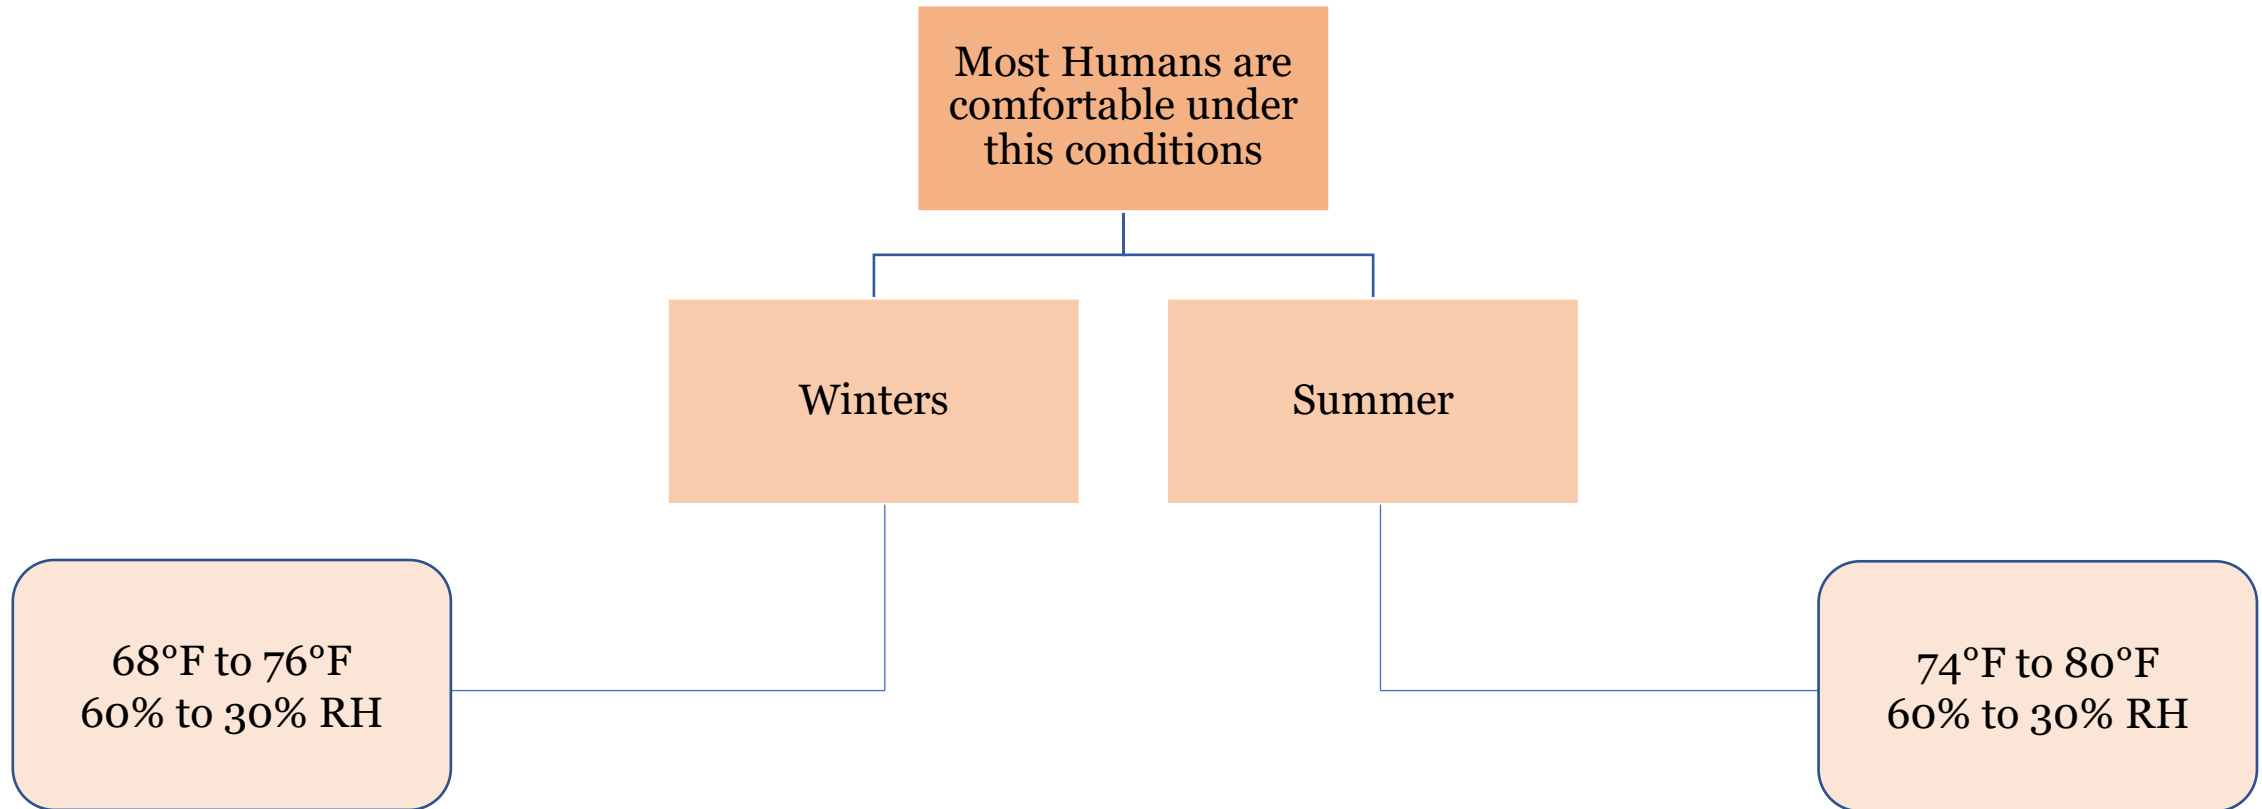 Most Humans are
comfortable under
this conditions
Winters
Summer
68°F to 76°F
60% to 30% RH
74°F to 80°F
60% to 30% RH